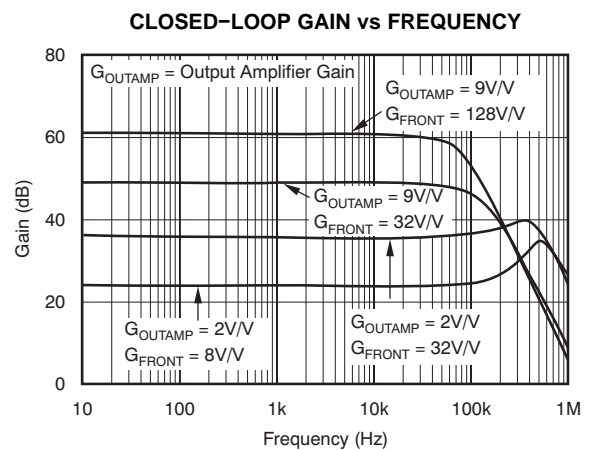 CLOSED−LOOP GAIN vs FREQUENCY
80
60
40
20
0
Gain (dB)
G_OUTAMP = Output Amplifier Gain
G_OUTAMP = 9V/V
G_FRONT = 128V/V
G_OUTAMP = 9V/V
G_FRONT = 32V/V
G_OUTAMP = 2V/V
G_FRONT = 8V/V
G_OUTAMP = 2V/V
G_FRONT = 32V/V
10 100 1k 10k 100k 1M
Frequency (Hz)